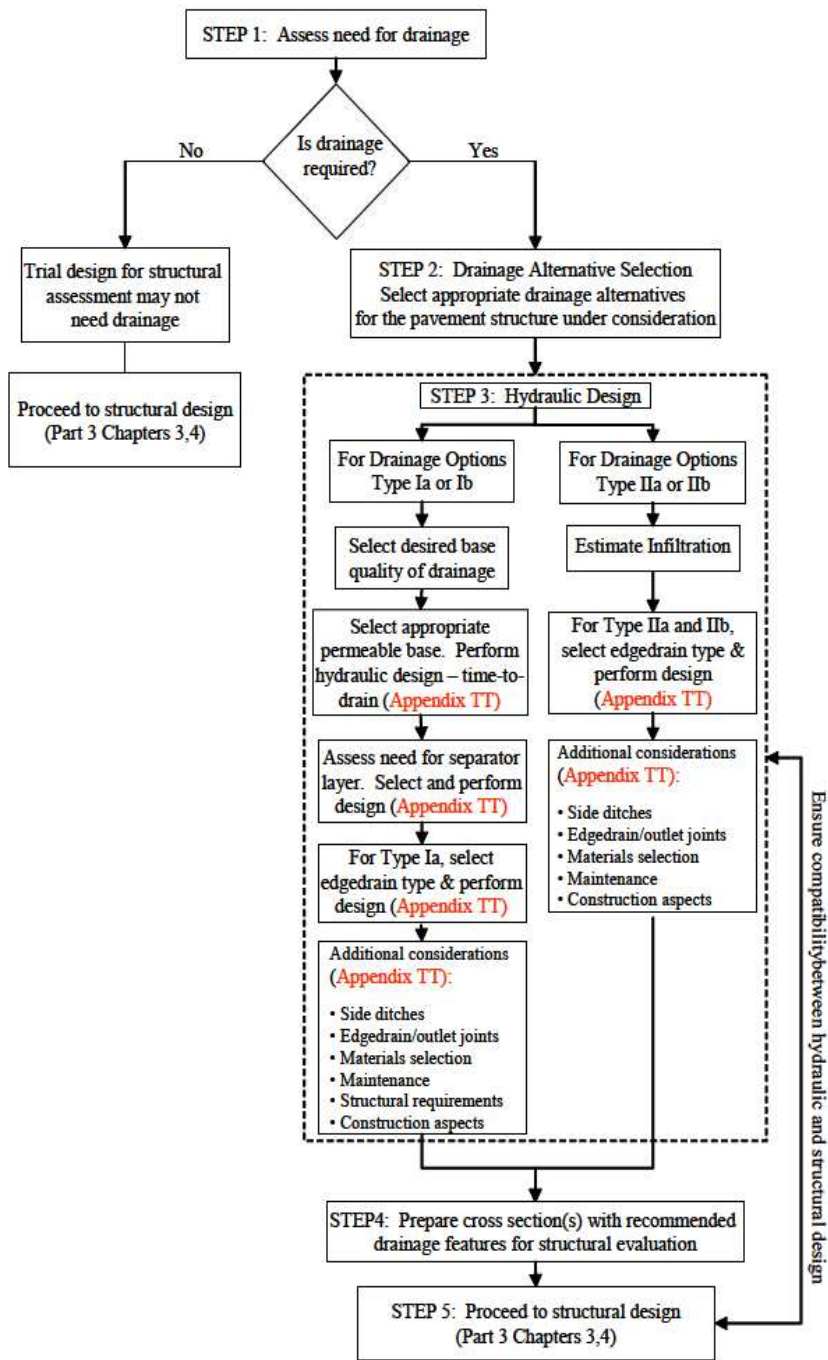 STEP 1: Assess need for drainage
Is drainage
required?
No
Yes
Trial design for structural
assessment may not
need drainage
Proceed to structural design
(Part 3 Chapters 3,4)
STEP 2: Drainage Alternative Selection
Select appropriate drainage alternatives
for the pavement structure under consideration
STEP 3: Hydraulic Design
For Drainage Options
Type Ia or Ib
Select desired base
quality of drainage
Select appropriate
permeable base. Perform
hydraulic design – time-to-
drain (Appendix TT)
Assess need for separator
layer. Select and perform
design (Appendix TT)
For Type Ia, select
edgedrain type & perform
design (Appendix TT)
Additional considerations
(Appendix TT):
• Side ditches
• Edgedrain/outlet joints
• Materials selection
• Maintenance
• Structural requirements
• Construction aspects
For Drainage Options
Type IIa or IIb
Estimate Infiltration
For Type IIa and IIb,
select edgedrain type &
perform design
(Appendix TT)
Additional considerations
(Appendix TT):
• Side ditches
• Edgedrain/outlet joints
• Materials selection
• Maintenance
• Construction aspects
Ensure compatibilitybetween hydraulic and structural design
STEP4: Prepare cross section(s) with recommended
drainage features for structural evaluation
STEP 5: Proceed to structural design
(Part 3 Chapters 3,4)